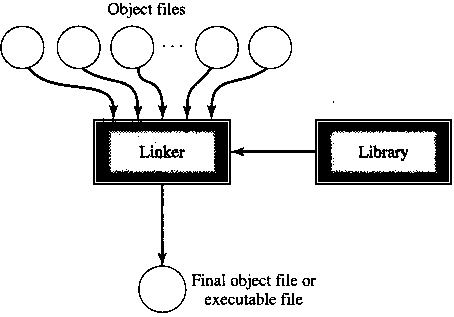 Object files
...
Linker
Library
Final object file or
executable file